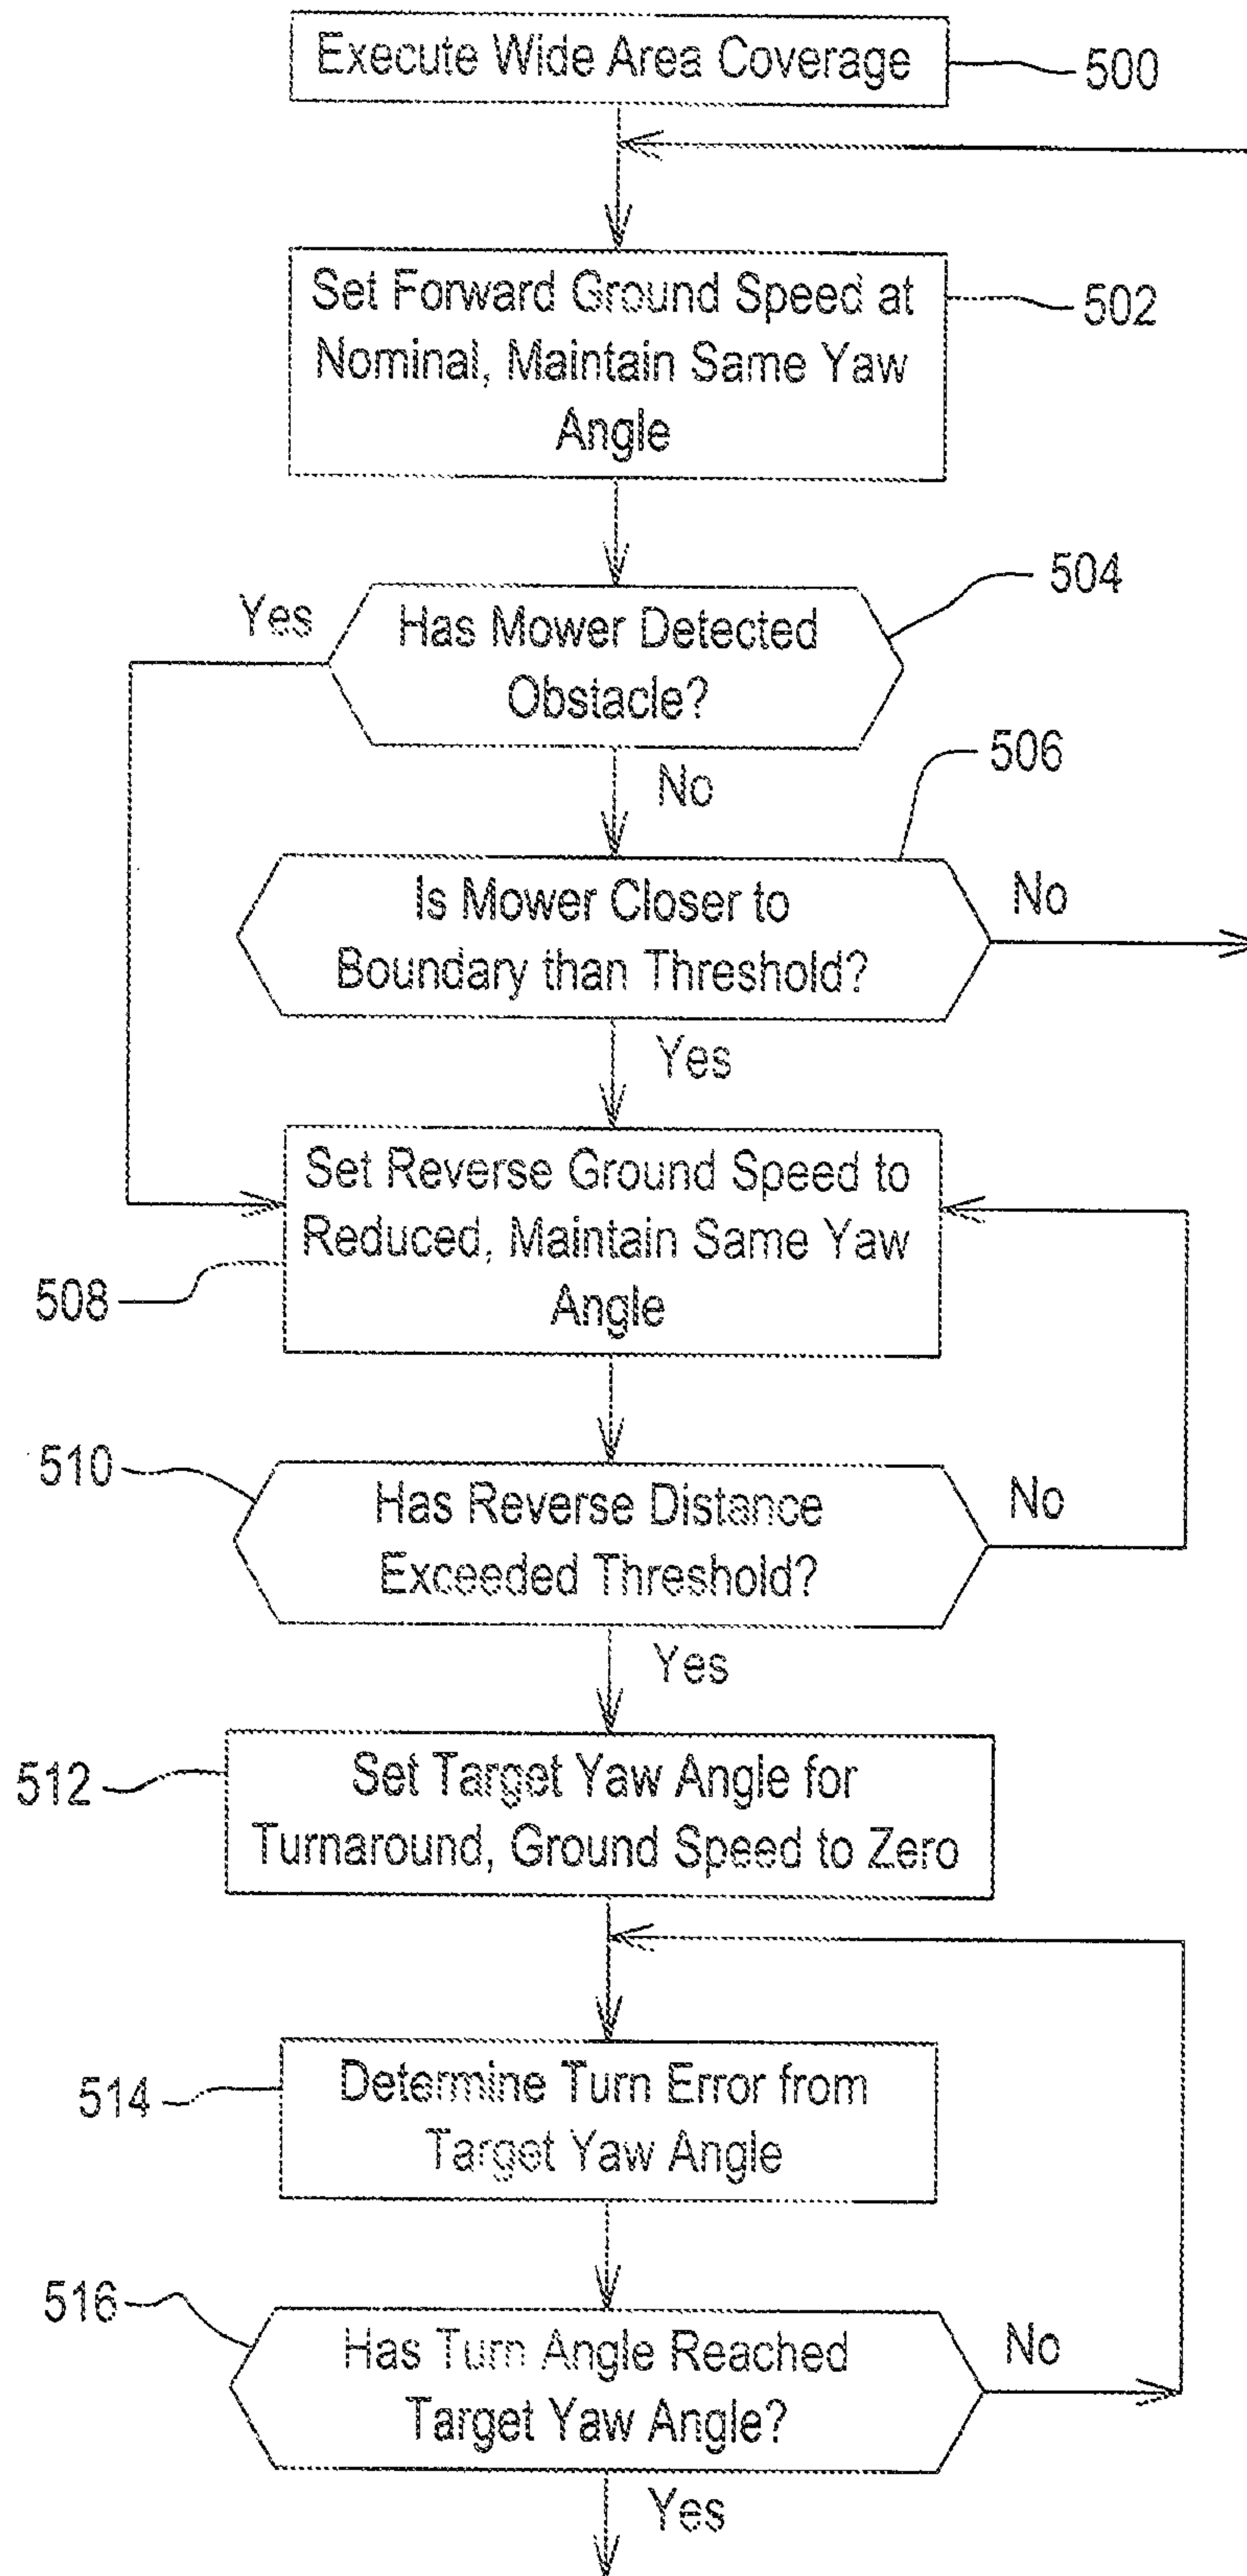 Execute Wide Area Coverage
500
Set Forward Ground Speed at
Nominal, Maintain Same Yaw
Angle
502
504
Yes
Has Mower Detected
Obstacle?
506
No
Is Mower Closer to
Boundary than Threshold?
No
Yes
Set Reverse Ground Speed to
Reduced, Maintain Same Yaw
Angle
508
510
Has Reverse Distance
Exceeded Threshold?
No
Yes
512
Set Target Yaw Angle for
Turnaround, Ground Speed to Zero
514
Determine Turn Error from
Target Yaw Angle
516
Has Turn Angle Reached
Target Yaw Angle?
No
Yes